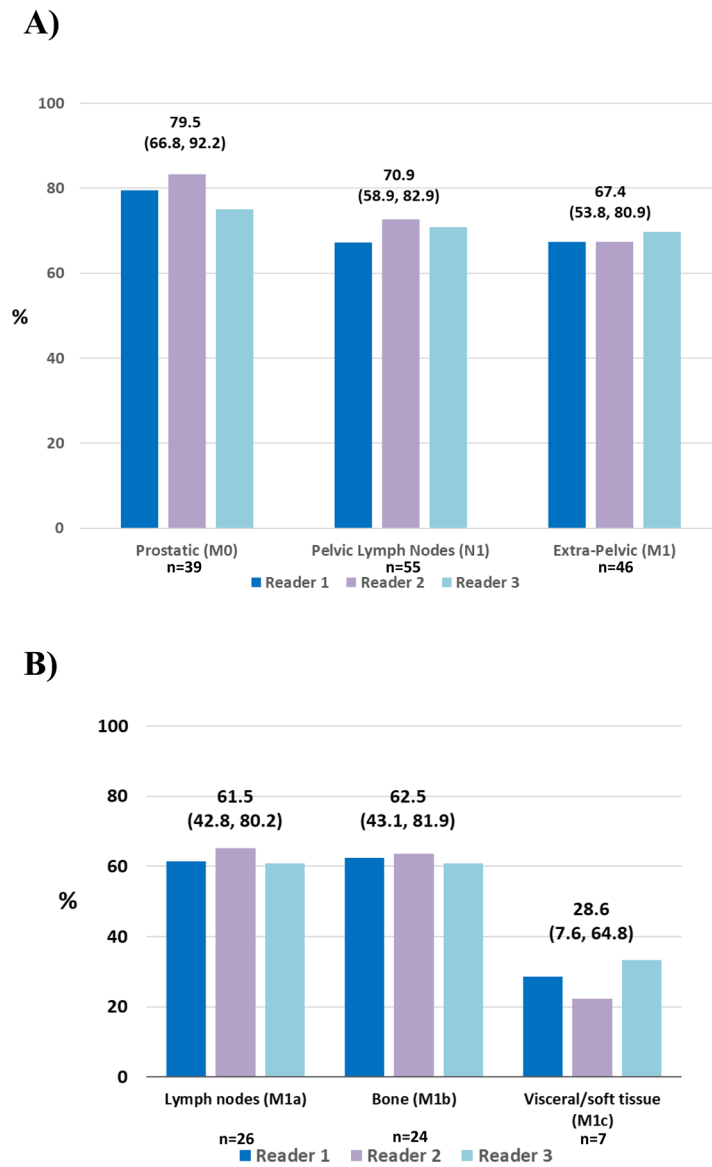 A)
100
80
60
40
20
0
%
79.5
(66.8, 92.2)
70.9
(58.9, 82.9)
67.4
(53.8, 80.9)
Prostatic (M0)
n=39
Pelvic Lymph Nodes (N1)
n=55
Extra-Pelvic (M1)
n=46
Reader 1 Reader 2 Reader 3
B)
100
80
60
40
20
0
%
61.5
(42.8, 80.2)
62.5
(43.1, 81.9)
28.6
(7.6, 64.8)
Lymph nodes (M1a)
n=26
Bone (M1b)
n=24
Visceral/soft tissue
(M1c)
n=7
Reader 1 Reader 2 Reader 3